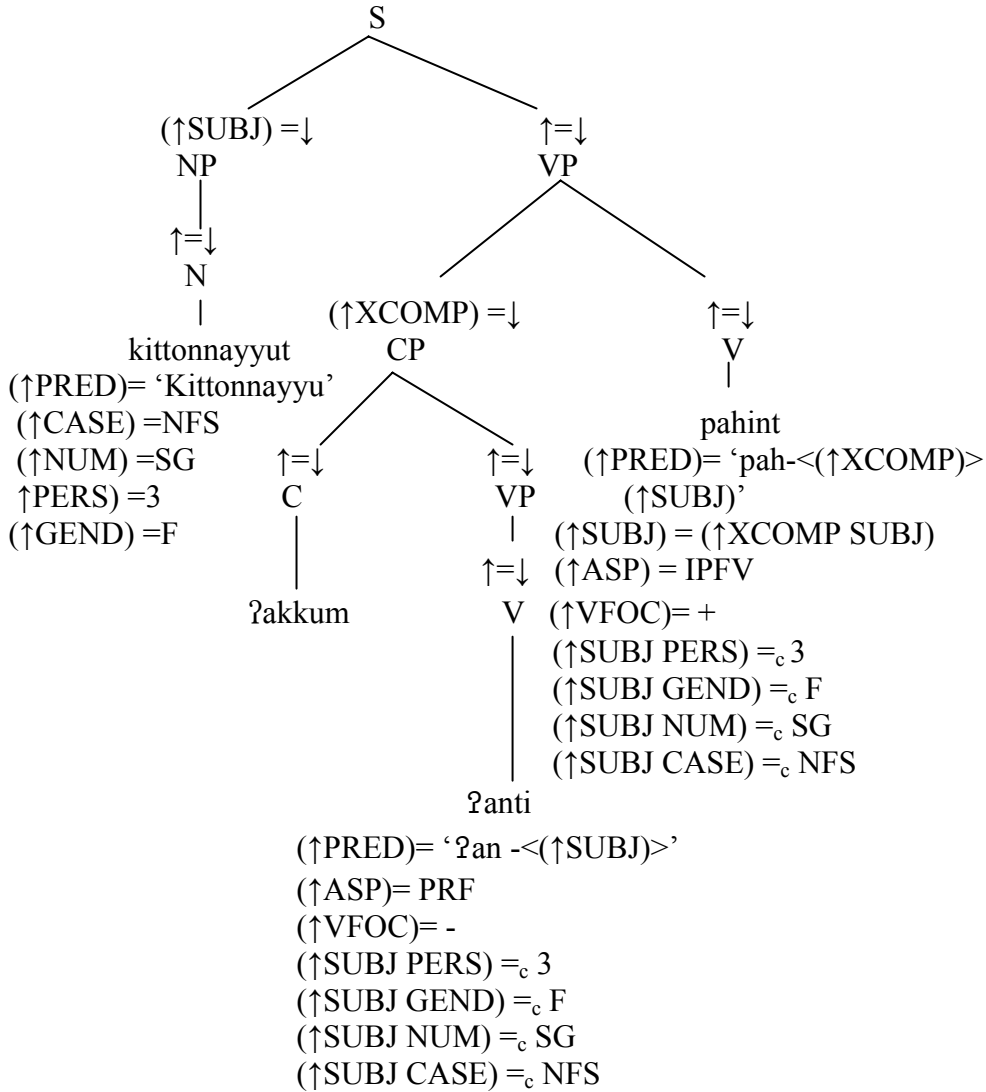 S
(↑SUBJ) =↓ ↑=↓
NP VP
↑=↓
N
(↑XCOMP) =↓ ↑=↓
kittonnayyut CP V
(↑PRED)= ‘Kittonnayyu’
(↑CASE) =NFS pahint
(↑NUM) =SG ↑=↓ ↑=↓ (↑PRED)= ‘pah-<(↑XCOMP)>
↑PERS) =3 C VP (↑SUBJ)’
(↑GEND) =F (↑SUBJ) = (↑XCOMP SUBJ)
↑=↓ (↑ASP) = IPFV
ʔakkum V (↑VFOC)= +
(↑SUBJ PERS) =c 3
(↑SUBJ GEND) =c F
(↑SUBJ NUM) =c SG
(↑SUBJ CASE) =c NFS
ʔanti
(↑PRED)= ‘ʔan -<(↑SUBJ)>’
(↑ASP)= PRF
(↑VFOC)= -
(↑SUBJ PERS) =c 3
(↑SUBJ GEND) =c F
(↑SUBJ NUM) =c SG
(↑SUBJ CASE) =c NFS